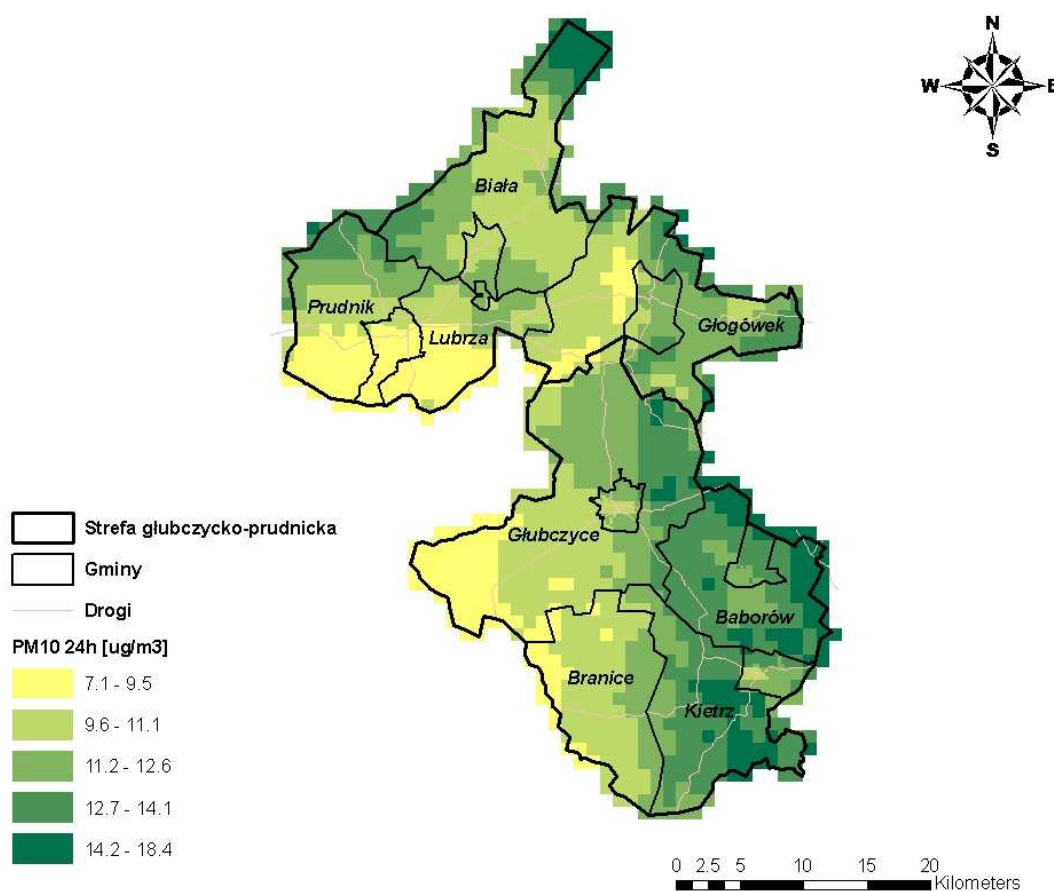 N
W E
S
Biała
Prudnik
Lubrza
Głogówek
Głubczyce
Baborów
Branice
Kietrz
Strefa głubczycko-prudnicka
Gminy
Drogi
PM10 24h [ug/m3]
7.1 - 9.5
9.6 - 11.1
11.2 - 12.6
12.7 - 14.1
14.2 - 18.4
0 2.5 5 10 15 20
Kilometers